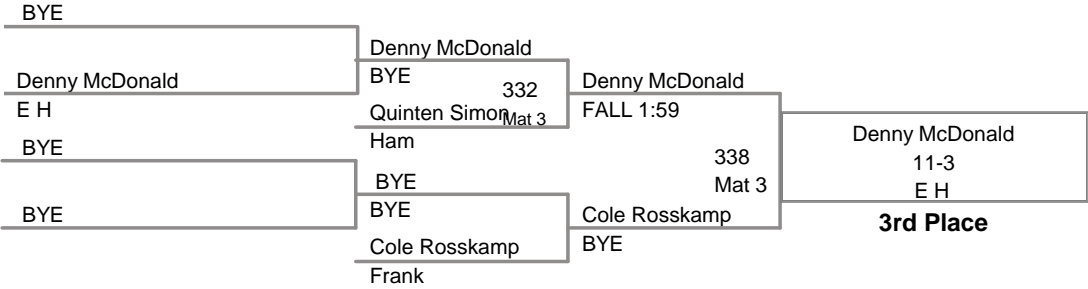 BYE
Denny McDonald
E H
BYE
BYE
Denny McDonald
BYE
332
Mat 3
Quinten Simon
Ham
BYE
BYE
Cole Rosskamp
Frank
Denny McDonald
FALL 1:59
338
Mat 3
Cole Rosskamp
BYE
Denny McDonald
11-3
E H
3rd Place